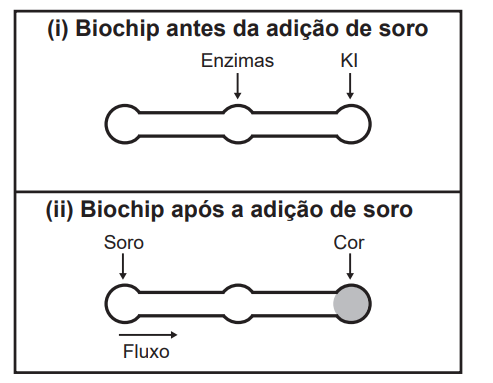 (i) Biochip antes da adição de soro
Enzimas KI
(ii) Biochip após a adição de soro
Soro Cor
Fluxo